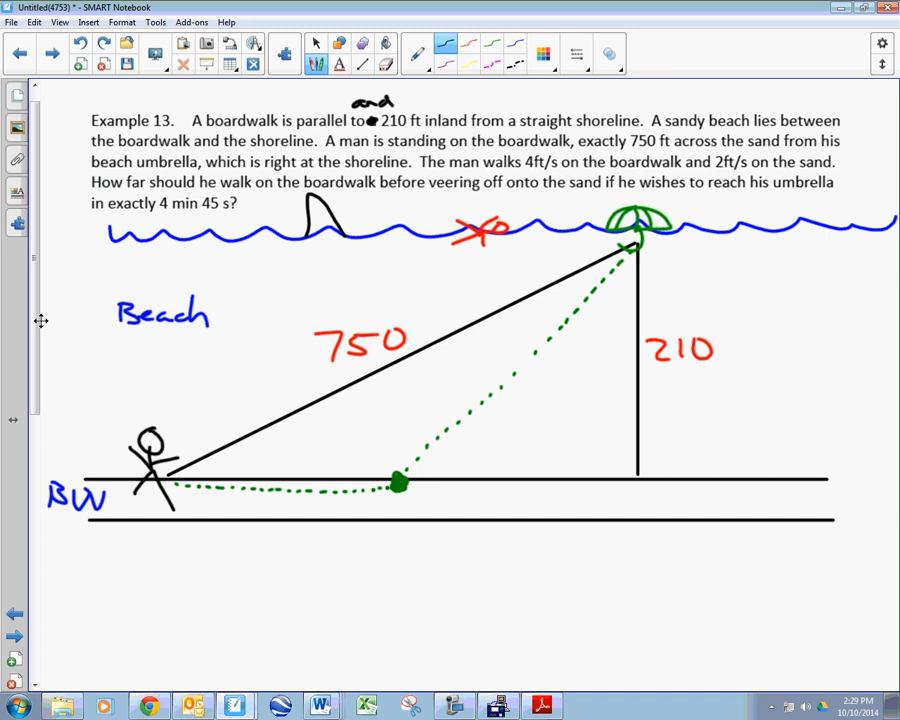 Untitled(4753) * - SMART Notebook
File Edit View Insert Format Tools Add-ons Help
and
Example 13. A boardwalk is parallel to 210 ft inland from a straight shoreline. A sandy beach lies between
the boardwalk and the shoreline. A man is standing on the boardwalk, exactly 750 ft across the sand from his
beach umbrella, which is right at the shoreline. The man walks 4ft/s on the boardwalk and 2ft/s on the sand.
How far should he walk on the boardwalk before veering off onto the sand if he wishes to reach his umbrella
in exactly 4 min 45 s?
Beach
750
210
BW
2:29 PM
10/10/2014